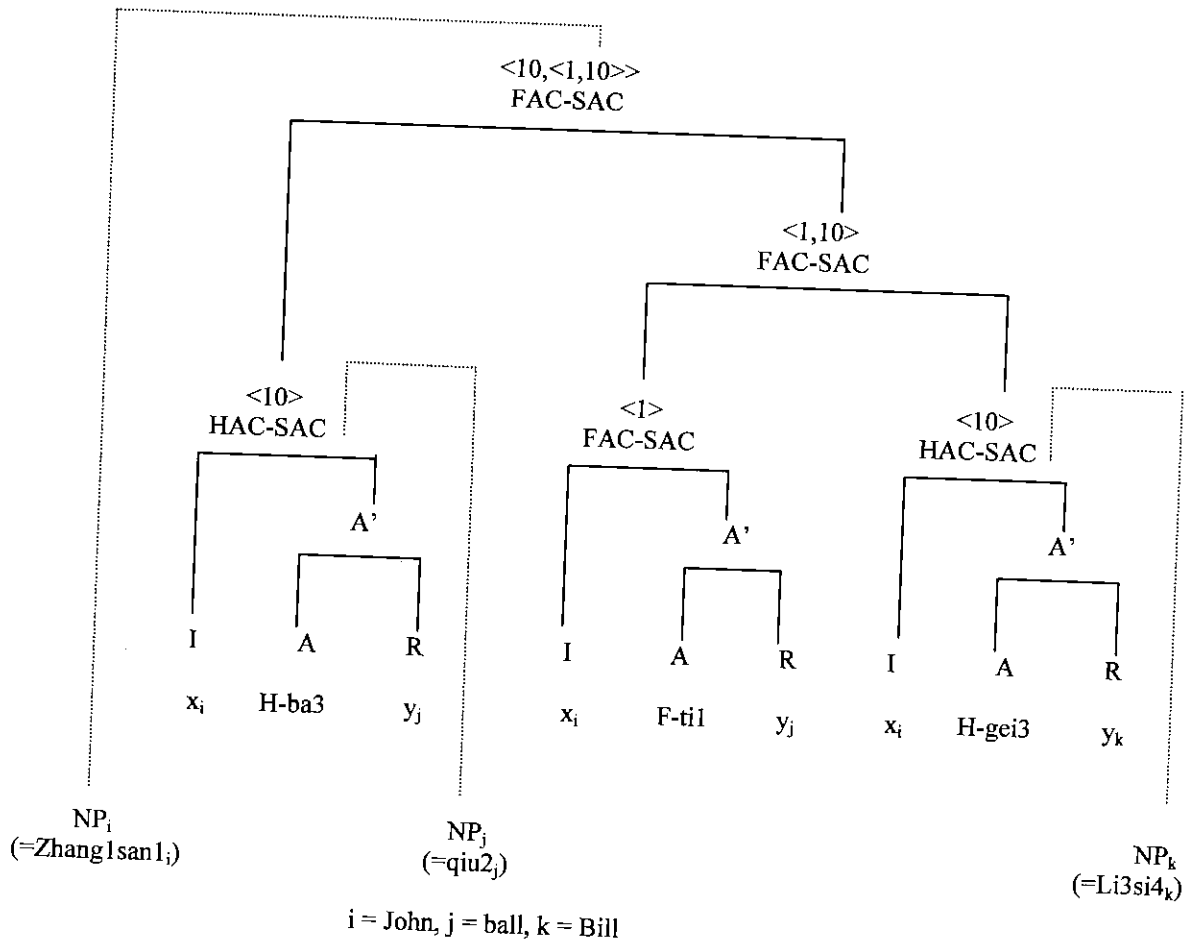 <10,<1,10>>
FAC-SAC
<1,10>
FAC-SAC
<10>
HAC-SAC
<1>
FAC-SAC
<10>
HAC-SAC
A’
A’
A’
I A R I A R I A R
xᵢ H-ba3 yⱼ xᵢ F-ti1 yⱼ xᵢ H-gei3 yₖ
NPᵢ
(=Zhang1san1ᵢ)
NPⱼ
(=qiu2ⱼ)
NPₖ
(=Li3si4ₖ)
i = John, j = ball, k = Bill